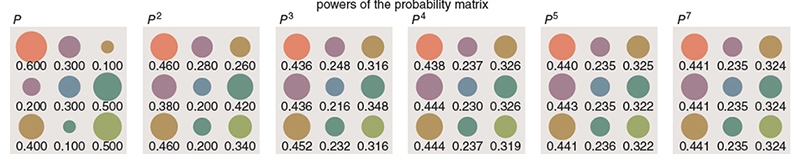 powers of the probability matrix
P P² P³ P⁴ P⁵ P⁷
0.600 0.300 0.100 0.460 0.280 0.260 0.436 0.248 0.316 0.438 0.237 0.326 0.440 0.235 0.325 0.441 0.235 0.324
0.200 0.300 0.500 0.380 0.200 0.420 0.436 0.216 0.348 0.444 0.230 0.326 0.443 0.235 0.322 0.441 0.235 0.324
0.400 0.100 0.500 0.460 0.200 0.340 0.452 0.232 0.316 0.444 0.237 0.319 0.441 0.236 0.322 0.441 0.235 0.324